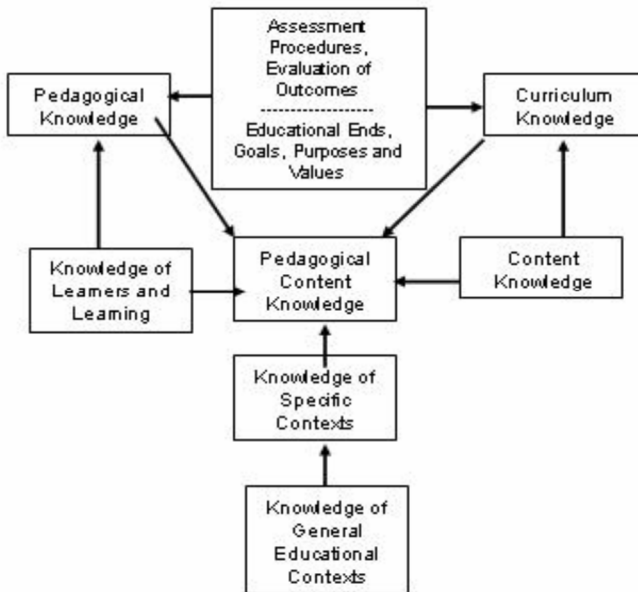 Assessment
Procedures,
Evaluation of
Outcomes
--------------------
Educational Ends,
Goals, Purposes and
Values
Pedagogical
Knowledge
Curriculum
Knowledge
Knowledge of
Learners and
Learning
Pedagogical
Content
Knowledge
Content
Knowledge
Knowledge of
Specific
Contexts
Knowledge of
General
Educational
Contexts